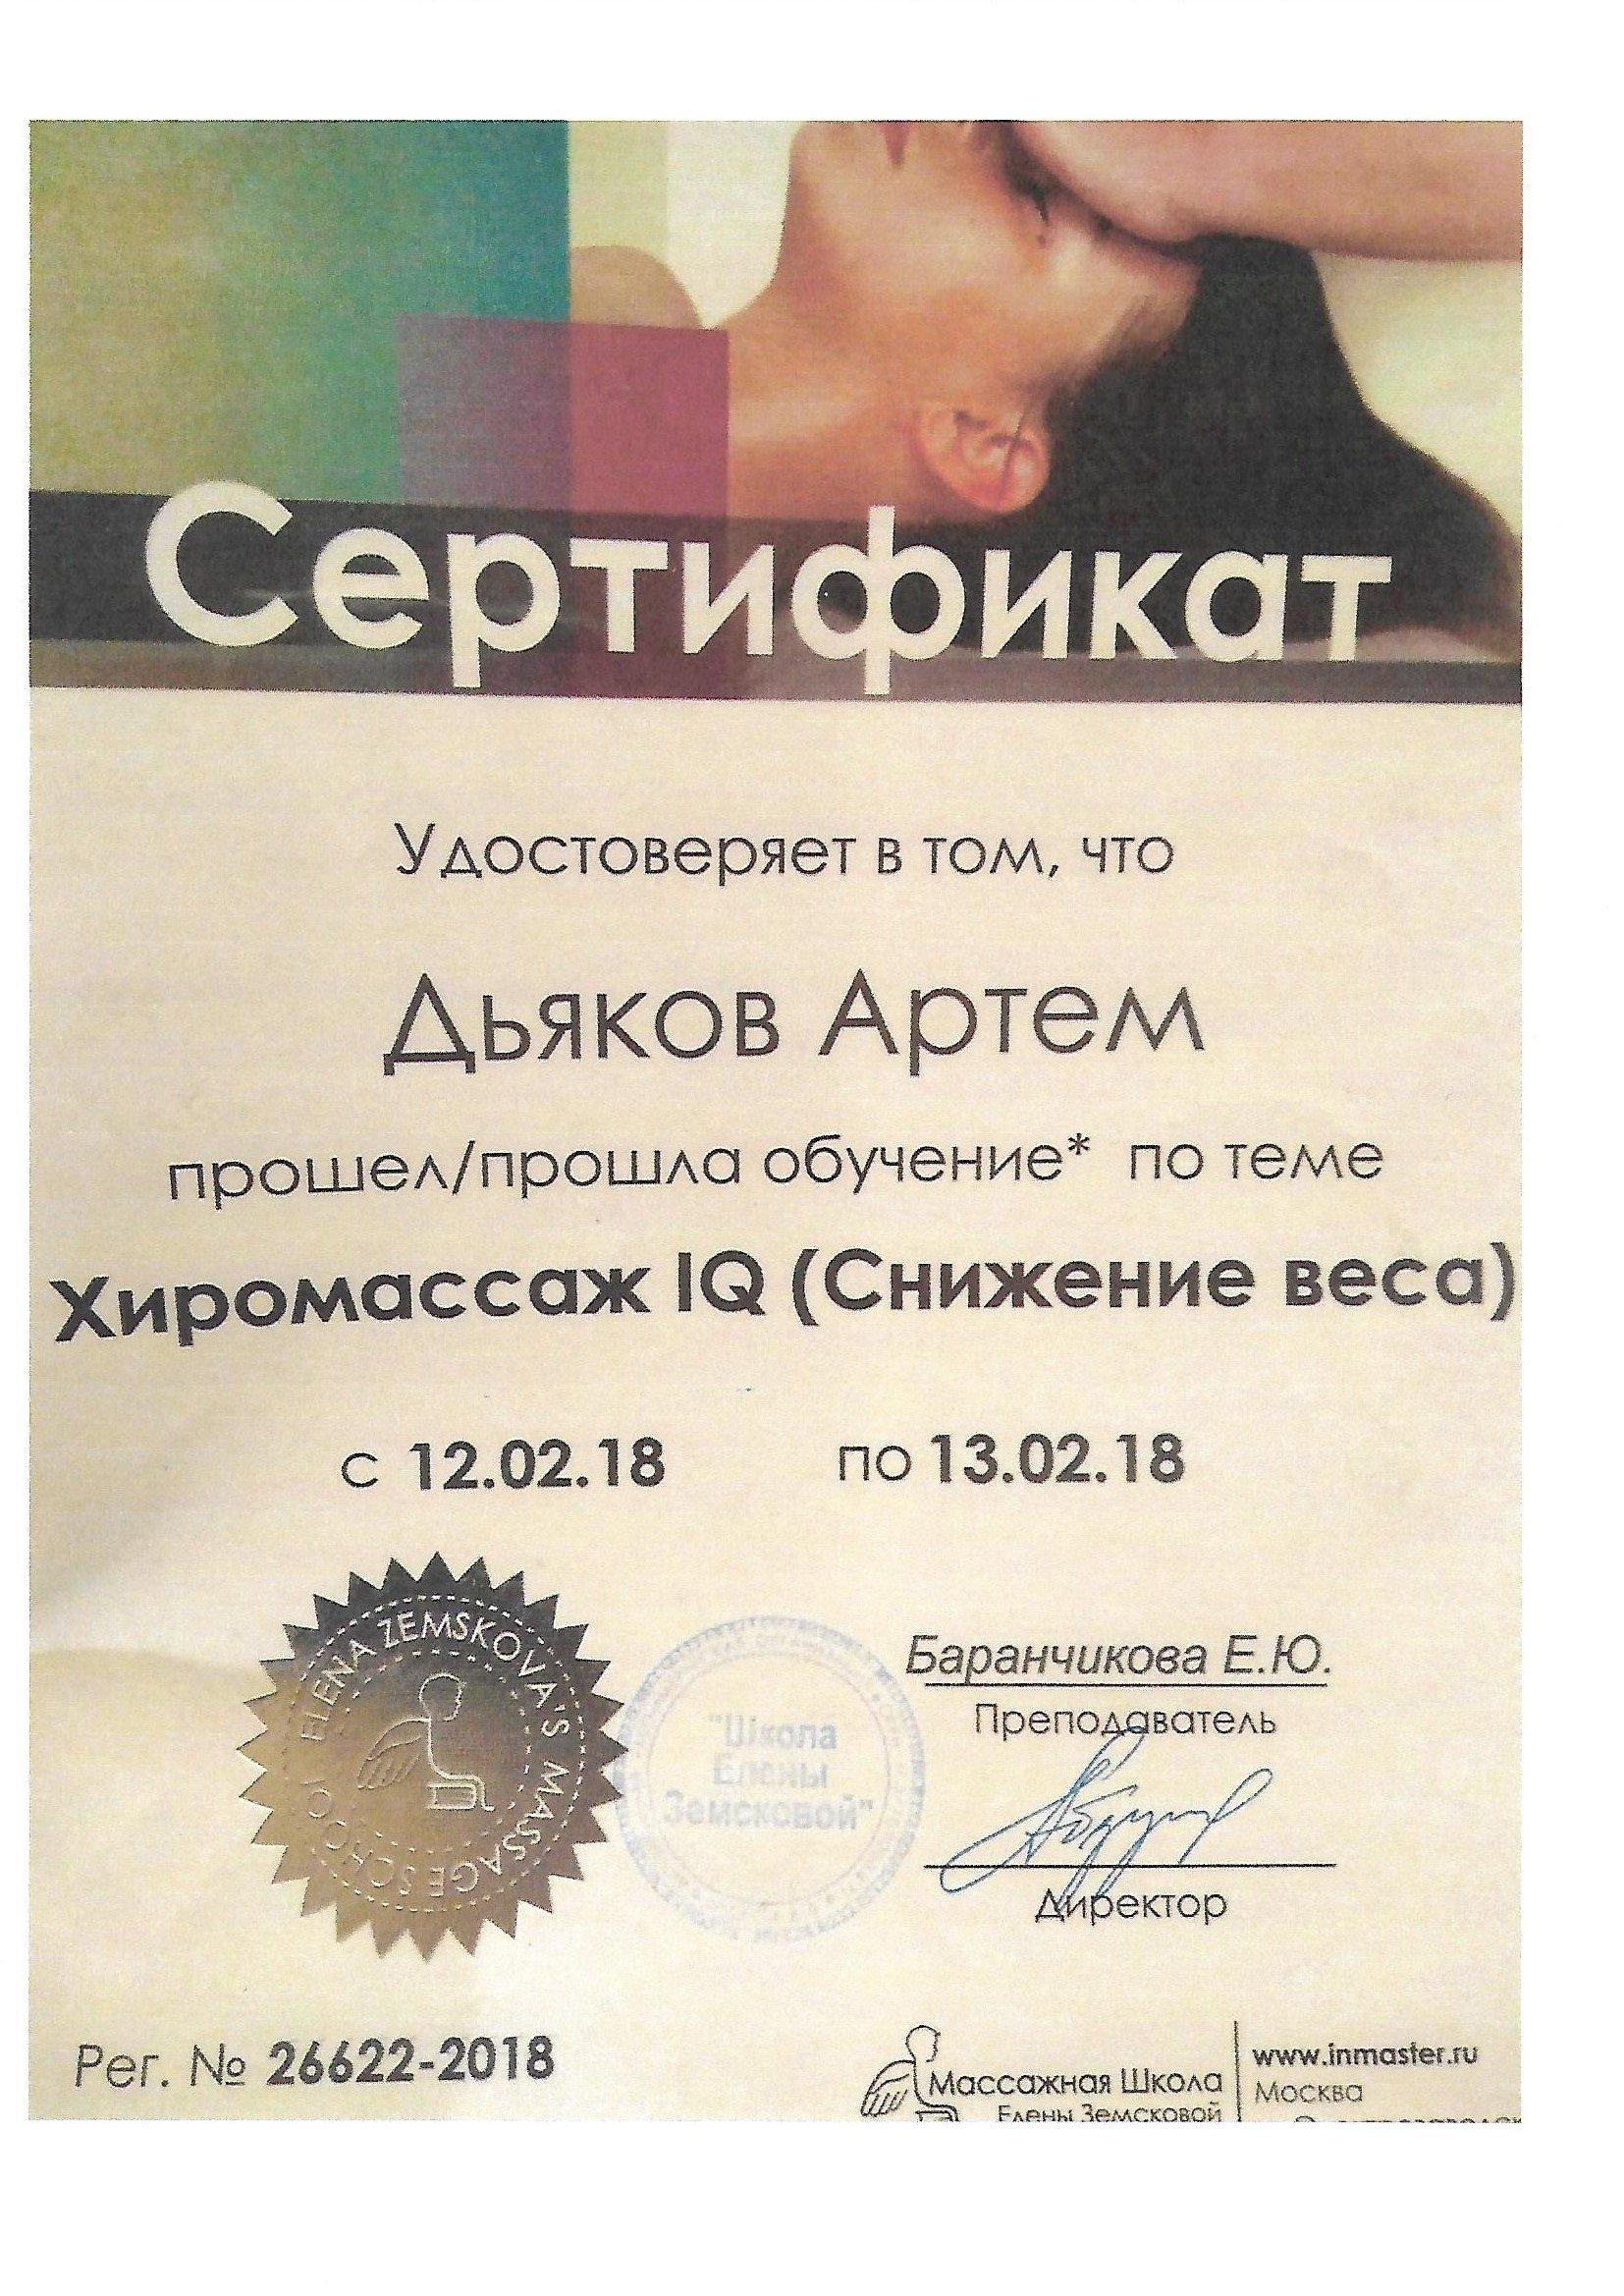 Сертификат
Удостоверяет в том, что
Дьяков Артем
прошел/прошла обучение* по теме
Хиромассаж IQ (Снижение веса)
с 12.02.18 по 13.02.18
ELENA ZEMSKOVA'S MASSAGE SCHOOL
"Школа
Елены
Земсковой"
Баранчикова Е.Ю.
Преподаватель
Директор
Рег. № 26622-2018
Массажная Школа
Елены Земсковой
www.inmaster.ru
Москва